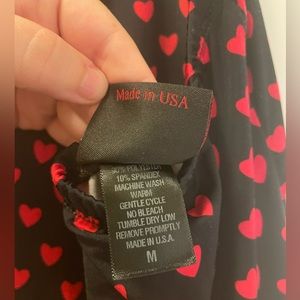 Made in USA
POLYESTER
10% SPANDEX
MACHINE WASH
WARM
GENTLE CYCLE
NO BLEACH
TUMBLE DRY LOW
REMOVE PROMPTLY
MADE IN U.S.A.
M